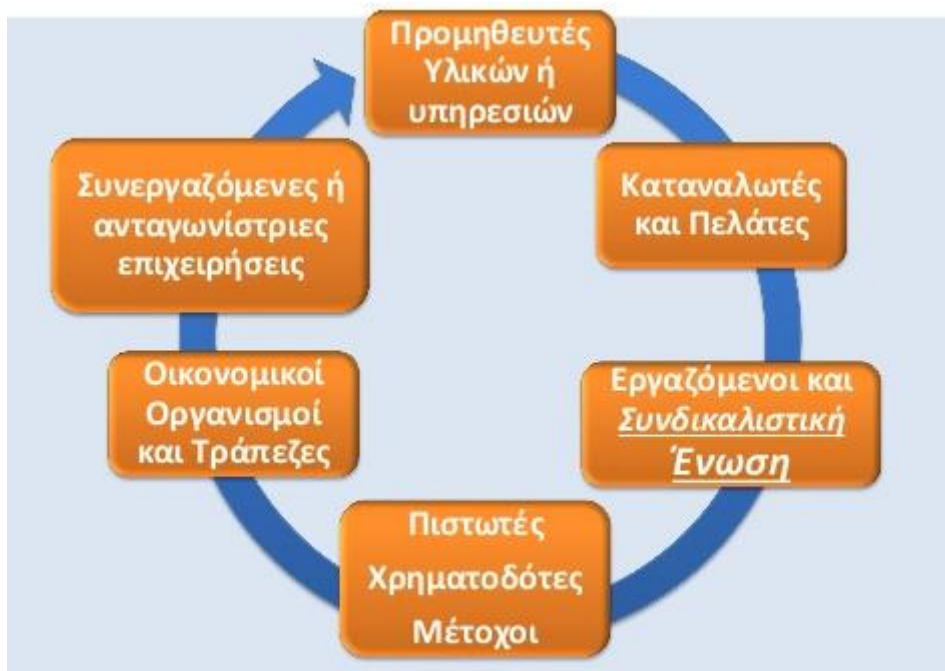 Προμηθευτές
Υλικών ή
υπηρεσιών
Καταναλωτές
και Πελάτες
Εργαζόμενοι και
Συνδικαλιστική
Ένωση
Πιστωτές
Χρηματοδότες
Μέτοχοι
Οικονομικοί
Οργανισμοί
και Τράπεζες
Συνεργαζόμενες ή
ανταγωνίστριες
επιχειρήσεις